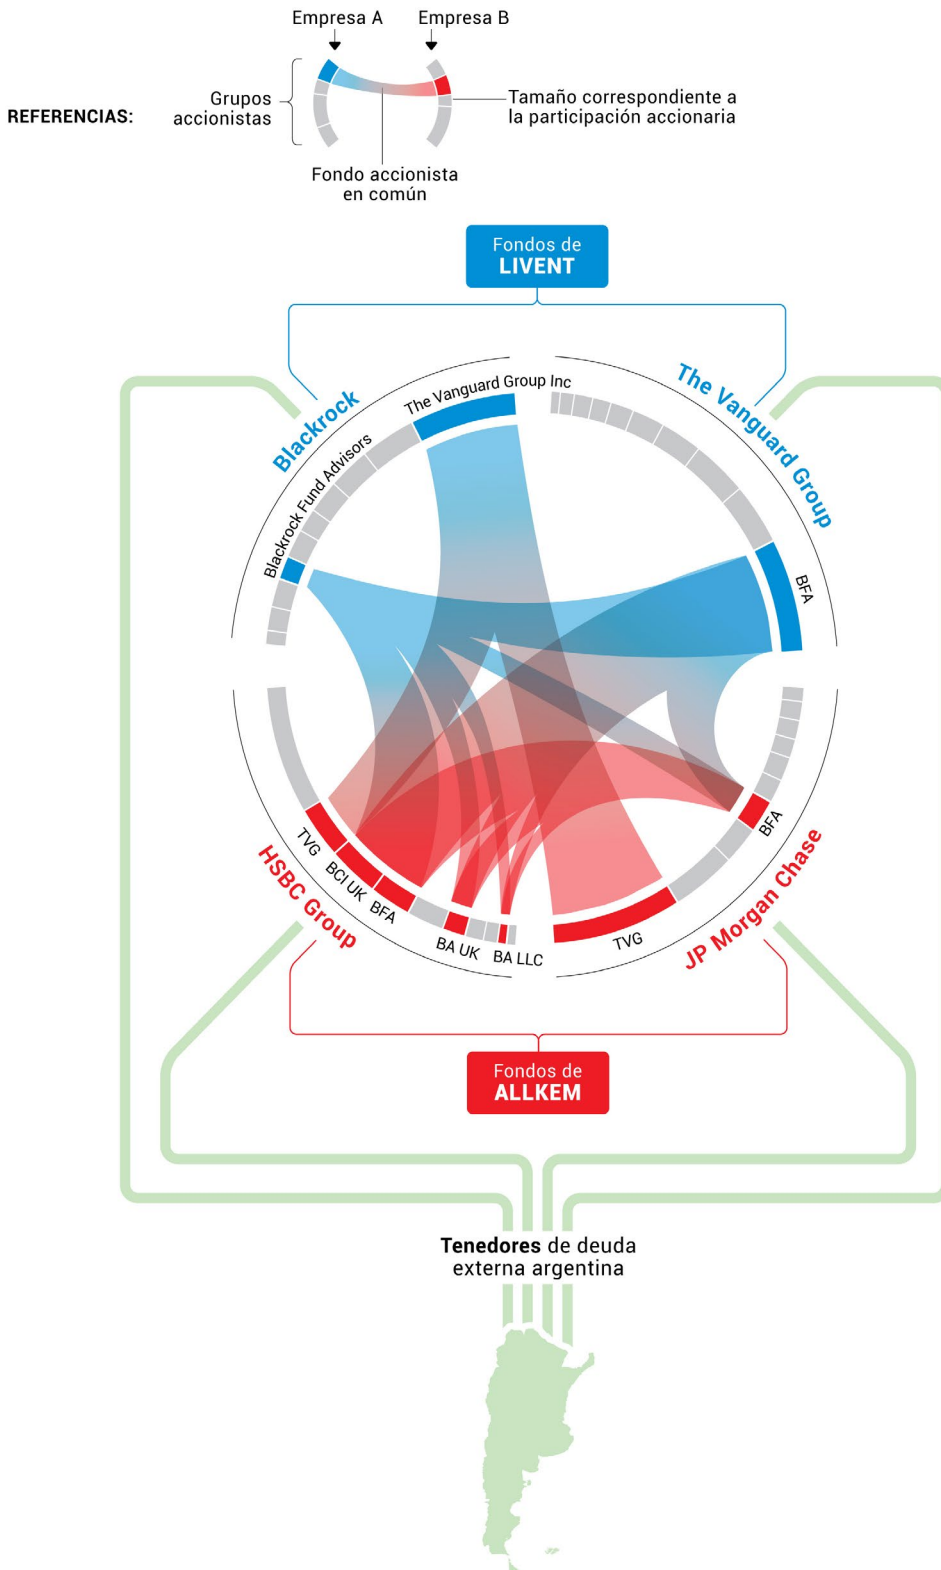 Empresa A
Empresa B
REFERENCIAS:
Grupos
accionistas
Tamaño correspondiente a
la participación accionaria
Fondo accionista
en común
Fondos de
LIVENT
Blackrock
The Vanguard Group
The Vanguard Group Inc
Blackrock Fund Advisors
BFA
TVG
BCI UK
BFA
BA UK
BA LLC
TVG
BFA
HSBC Group
JP Morgan Chase
Fondos de
ALLKEM
Tenedores de deuda
externa argentina